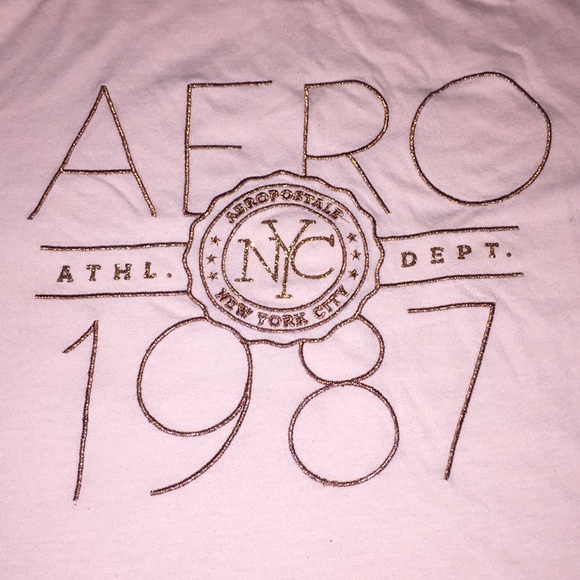 AERO
AEROPOSTALE
ATHL. NYC DEPT.
NEW YORK CITY
1987